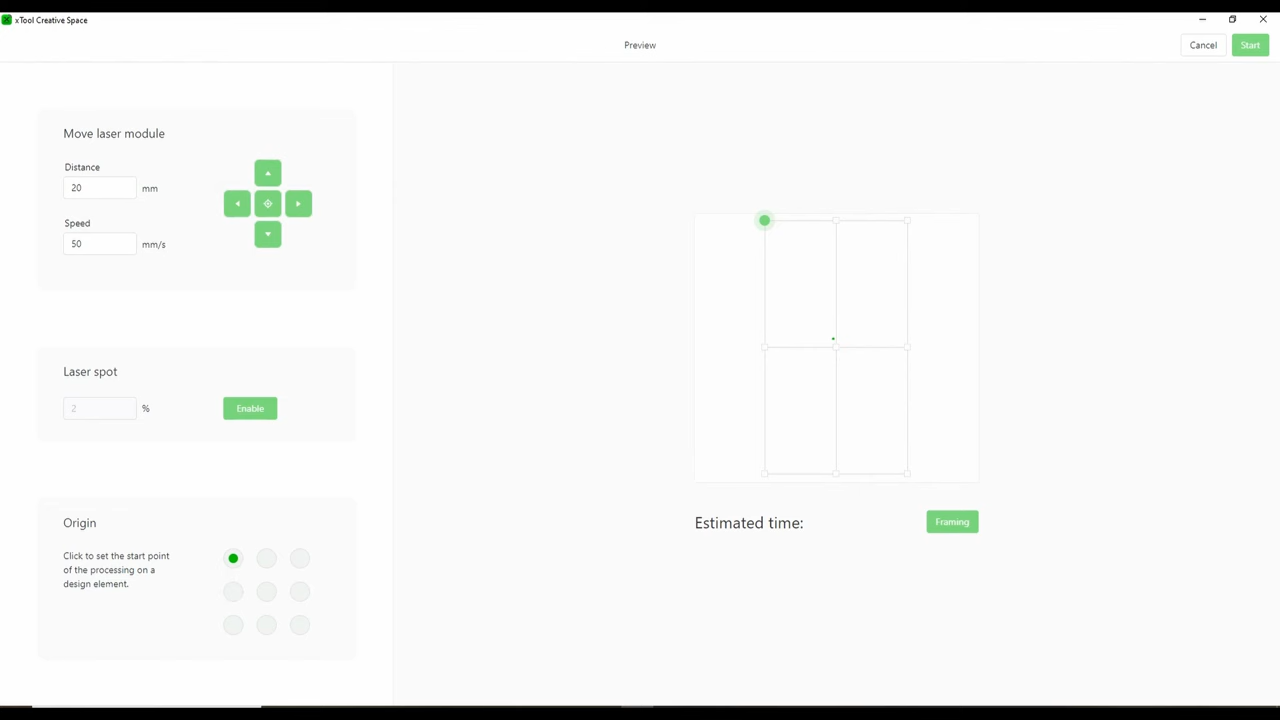 xTool Creative Space
Preview
Cancel
Start
Move laser module
Distance
20 mm
Speed
50 mm/s
Laser spot
2 %
Enable
Origin
Click to set the start point
of the processing on a
design element.
Estimated time:
Framing